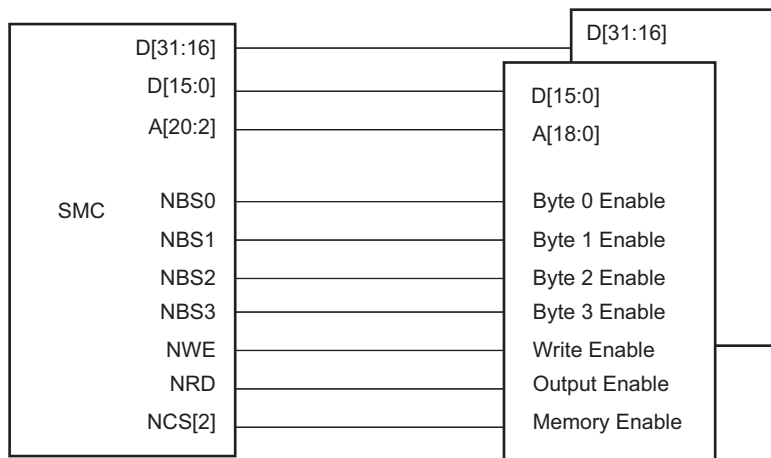 D[31:16]
D[31:16]
D[15:0]
D[15:0]
A[20:2]
A[18:0]
SMC
NBS0
Byte 0 Enable
NBS1
Byte 1 Enable
NBS2
Byte 2 Enable
NBS3
Byte 3 Enable
NWE
Write Enable
NRD
Output Enable
NCS[2]
Memory Enable